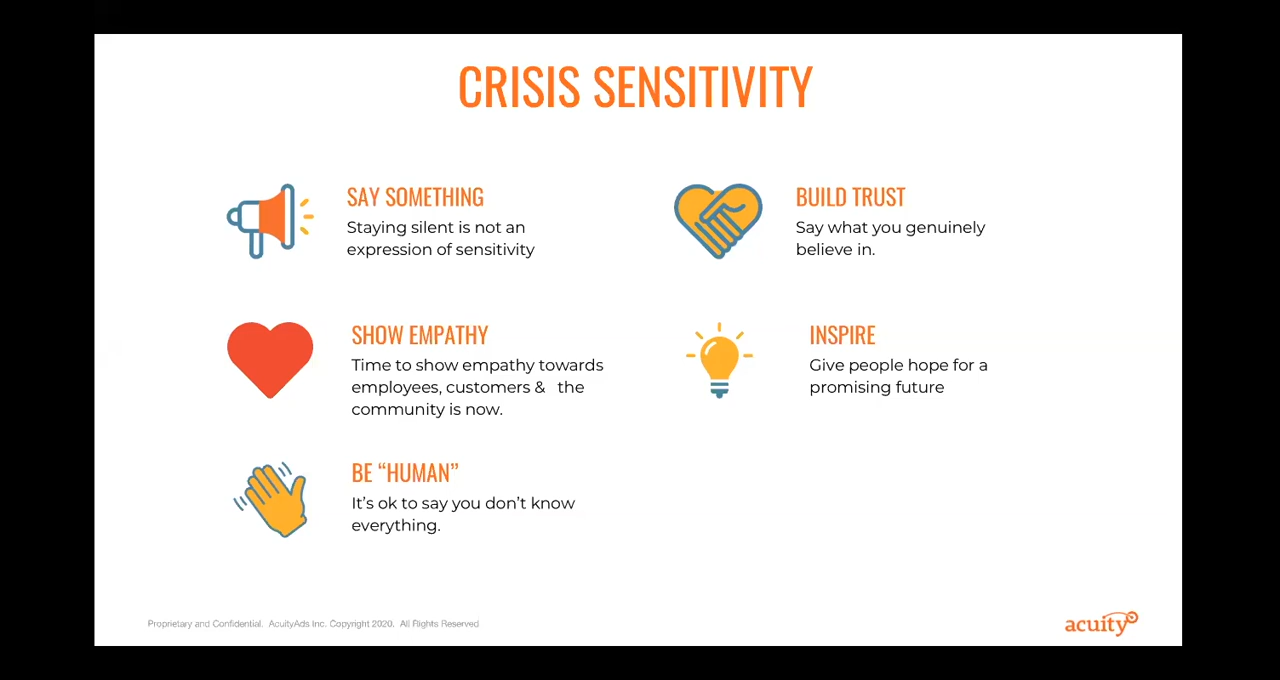 CRISIS SENSITIVITY
SAY SOMETHING
Staying silent is not an
expression of sensitivity
BUILD TRUST
Say what you genuinely
believe in.
SHOW EMPATHY
Time to show empathy towards
employees, customers & the
community is now.
INSPIRE
Give people hope for a
promising future
BE “HUMAN”
It’s ok to say you don’t know
everything.
Proprietary and Confidential. AcuityAds Inc. Copyright 2020. All Rights Reserved
acuity